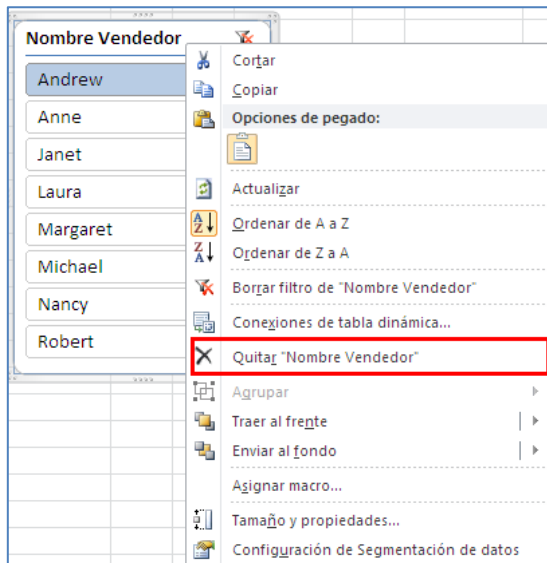 Nombre Vendedor
Andrew
Anne
Janet
Laura
Margaret
Michael
Nancy
Robert
Cortar
Copiar
Opciones de pegado:
Actualizar
Ordenar de A a Z
Ordenar de Z a A
Borrar filtro de "Nombre Vendedor"
Conexiones de tabla dinámica...
Quitar "Nombre Vendedor"
Agrupar
Traer al frente
Enviar al fondo
Asignar macro...
Tamaño y propiedades...
Configuración de Segmentación de datos